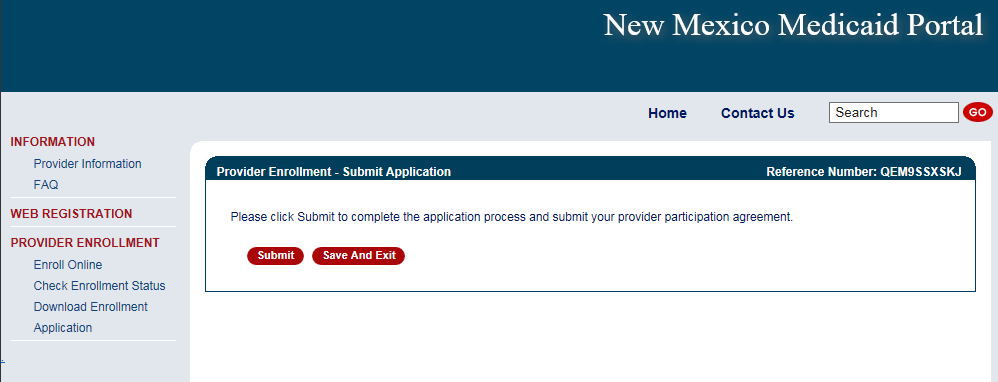 New Mexico Medicaid Portal
Home Contact Us Search GO
INFORMATION
Provider Information
FAQ
WEB REGISTRATION
PROVIDER ENROLLMENT
Enroll Online
Check Enrollment Status
Download Enrollment
Application
Provider Enrollment - Submit Application Reference Number: QEM9SSXSKJ
Please click Submit to complete the application process and submit your provider participation agreement.
Submit Save And Exit